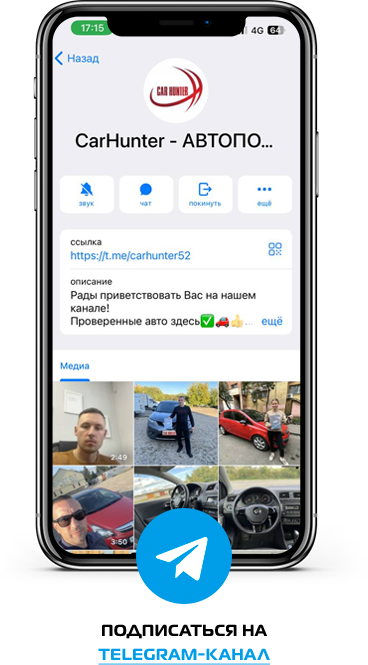 17:15
4G 64
Назад
CAR HUNTER
CarHunter - АВТОПО...
звук
чат
покинуть
ещё
ссылка
https://t.me/carhunter52
описание
Рады приветствовать Вас на нашем
канале!
Проверенные авто здесь✅🚗👍... ещё
Медиа
2:49
3:50
ПОДПИСАТЬСЯ НА
TELEGRAM-КАНАЛ